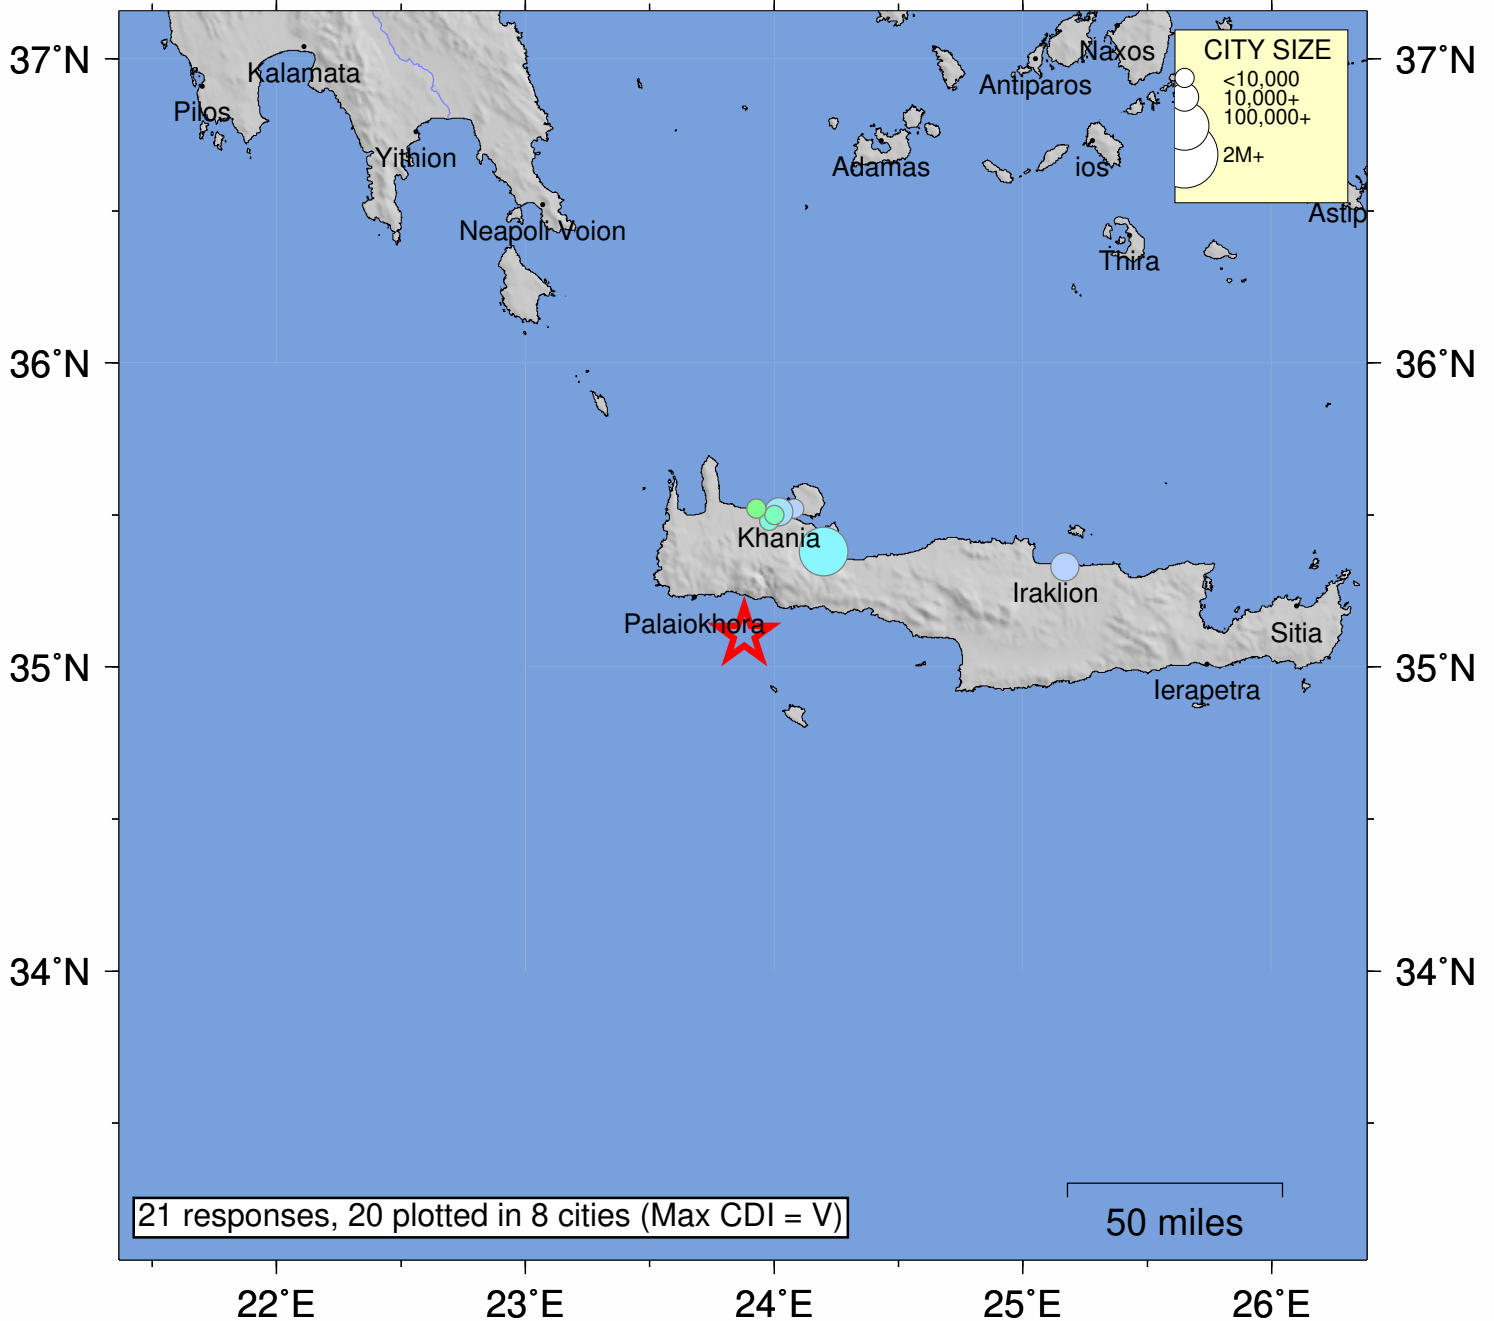 37°N
37°N
Naxos
CITY SIZE
Kalamata
Antiparos
<10,000
10,000+
100,000+
Pilos
Yithion
Adamas
ios
2M+
Neapoli Voion
Astip
Thira
36°N
36°N
Khania
Iraklion
Palaiokhora
Sitia
35°N
35°N
Ierapetra
34°N
34°N
21 responses, 20 plotted in 8 cities (Max CDI = V)
50 miles
22°E
23°E
24°E
25°E
26°E